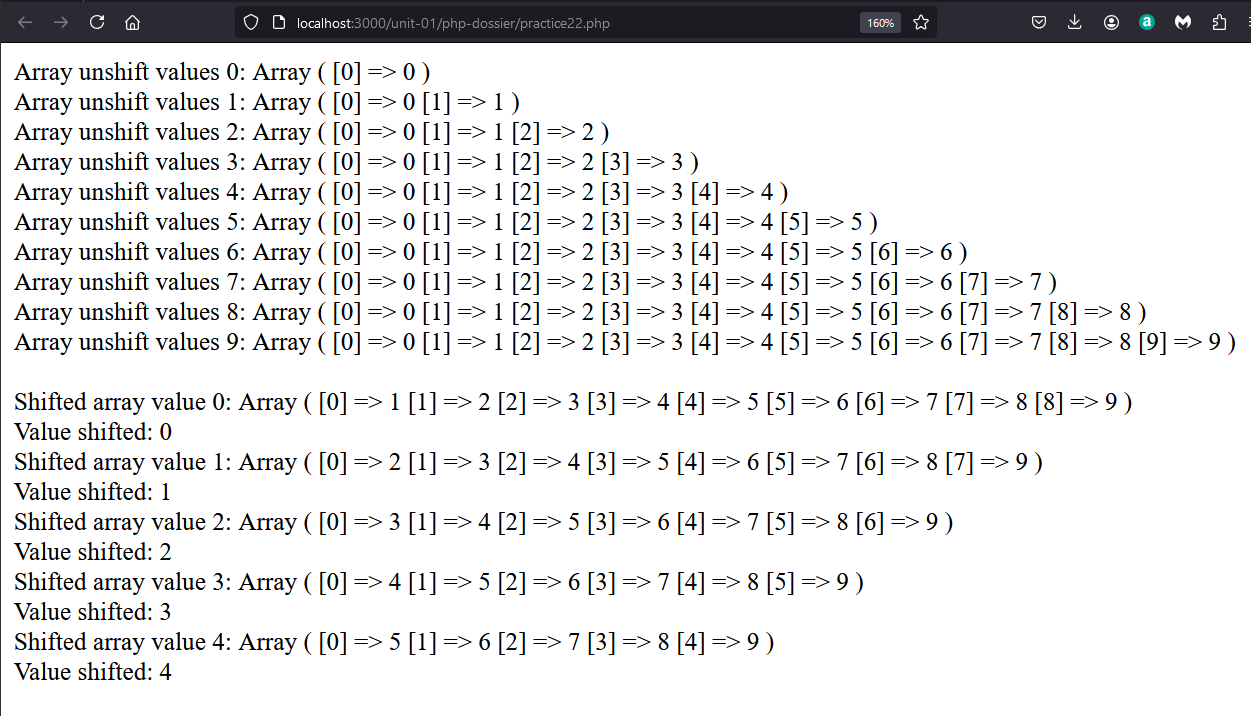 localhost:3000/unit-01/php-dossier/practice22.php 160%
a
Array unshift values 0: Array ( [0] => 0 )
Array unshift values 1: Array ( [0] => 0 [1] => 1 )
Array unshift values 2: Array ( [0] => 0 [1] => 1 [2] => 2 )
Array unshift values 3: Array ( [0] => 0 [1] => 1 [2] => 2 [3] => 3 )
Array unshift values 4: Array ( [0] => 0 [1] => 1 [2] => 2 [3] => 3 [4] => 4 )
Array unshift values 5: Array ( [0] => 0 [1] => 1 [2] => 2 [3] => 3 [4] => 4 [5] => 5 )
Array unshift values 6: Array ( [0] => 0 [1] => 1 [2] => 2 [3] => 3 [4] => 4 [5] => 5 [6] => 6 )
Array unshift values 7: Array ( [0] => 0 [1] => 1 [2] => 2 [3] => 3 [4] => 4 [5] => 5 [6] => 6 [7] => 7 )
Array unshift values 8: Array ( [0] => 0 [1] => 1 [2] => 2 [3] => 3 [4] => 4 [5] => 5 [6] => 6 [7] => 7 [8] => 8 )
Array unshift values 9: Array ( [0] => 0 [1] => 1 [2] => 2 [3] => 3 [4] => 4 [5] => 5 [6] => 6 [7] => 7 [8] => 8 [9] => 9 )
Shifted array value 0: Array ( [0] => 1 [1] => 2 [2] => 3 [3] => 4 [4] => 5 [5] => 6 [6] => 7 [7] => 8 [8] => 9 )
Value shifted: 0
Shifted array value 1: Array ( [0] => 2 [1] => 3 [2] => 4 [3] => 5 [4] => 6 [5] => 7 [6] => 8 [7] => 9 )
Value shifted: 1
Shifted array value 2: Array ( [0] => 3 [1] => 4 [2] => 5 [3] => 6 [4] => 7 [5] => 8 [6] => 9 )
Value shifted: 2
Shifted array value 3: Array ( [0] => 4 [1] => 5 [2] => 6 [3] => 7 [4] => 8 [5] => 9 )
Value shifted: 3
Shifted array value 4: Array ( [0] => 5 [1] => 6 [2] => 7 [3] => 8 [4] => 9 )
Value shifted: 4